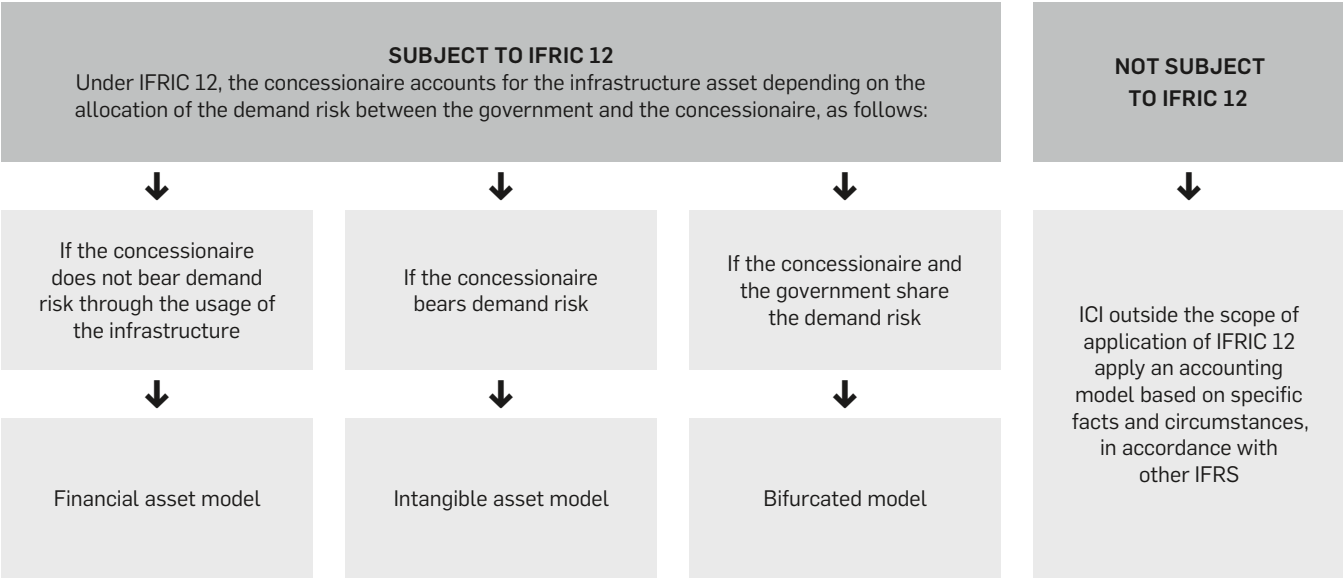 SUBJECT TO IFRIC 12
Under IFRIC 12, the concessionaire accounts for the infrastructure asset depending on the
allocation of the demand risk between the government and the concessionaire, as follows:
NOT SUBJECT
TO IFRIC 12
If the concessionaire
does not bear demand
risk through the usage of
the infrastructure
If the concessionaire
bears demand risk
If the concessionaire and
the government share
the demand risk
ICI outside the scope of
application of IFRIC 12
apply an accounting
model based on specific
facts and circumstances,
in accordance with
other IFRS
Financial asset model
Intangible asset model
Bifurcated model